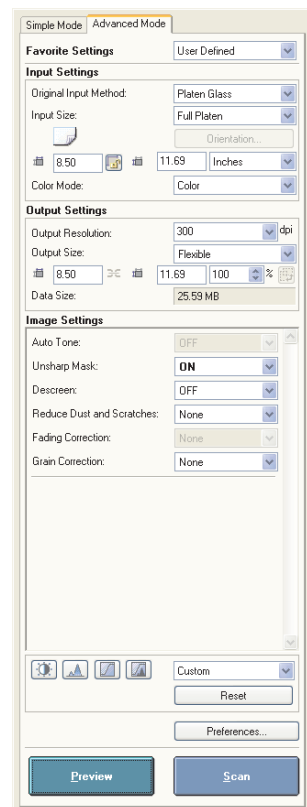 Simple Mode Advanced Mode
Favorite Settings User Defined
Input Settings
Original Input Method: Platen Glass
Input Size: Full Platen
Orientation...
8.50 11.69 Inches
Color Mode: Color
Output Settings
Output Resolution: 300 dpi
Output Size: Flexible
8.50 11.69 100 %
Data Size: 25.59 MB
Image Settings
Auto Tone: OFF
Unsharp Mask: ON
Descreen: OFF
Reduce Dust and Scratches: None
Fading Correction: None
Grain Correction: None
Custom
Reset
Preferences...
Preview Scan